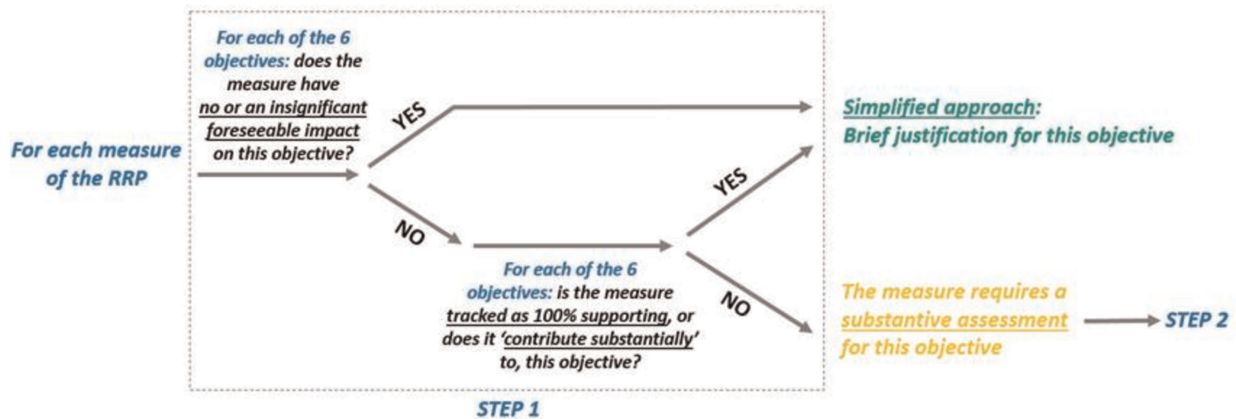 For each of the 6
objectives: does the
measure have
no or an insignificant
foreseeable impact
on this objective?
For each measure
of the RRP
YES
NO
Simplified approach:
Brief justification for this objective
YES
NO
For each of the 6
objectives: is the measure
tracked as 100% supporting, or
does it ‘contribute substantially’
to, this objective?
The measure requires a
substantive assessment
for this objective
STEP 2
STEP 1